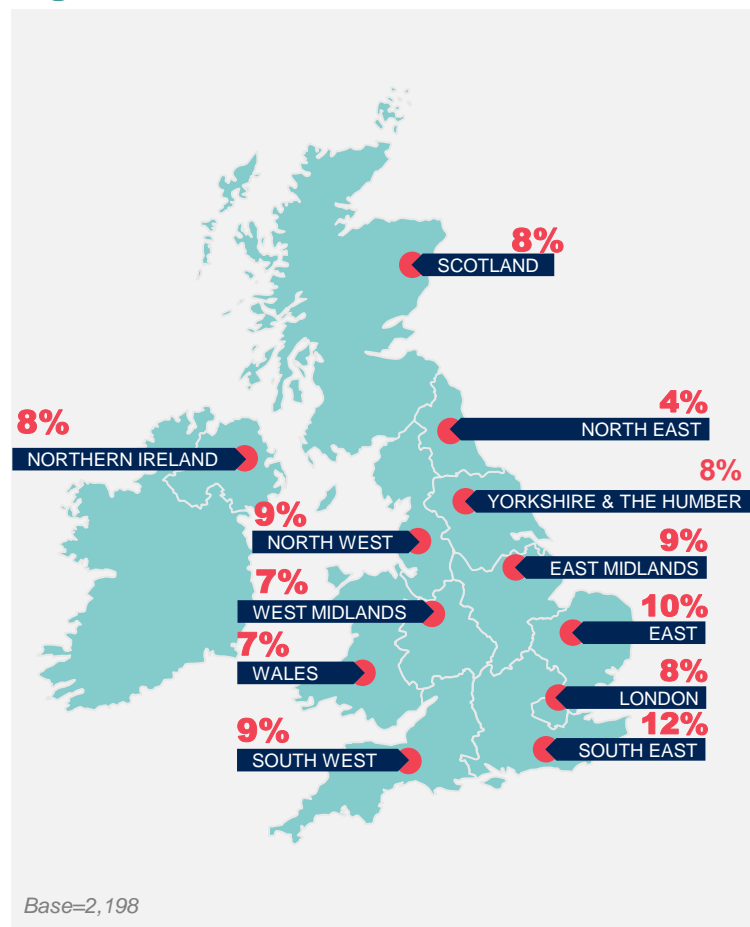 8%
SCOTLAND
4%
NORTH EAST
8%
NORTHERN IRELAND
8%
YORKSHIRE & THE HUMBER
9%
NORTH WEST
9%
EAST MIDLANDS
7%
WEST MIDLANDS
10%
EAST
7%
WALES
8%
LONDON
12%
SOUTH EAST
9%
SOUTH WEST
Base=2,198